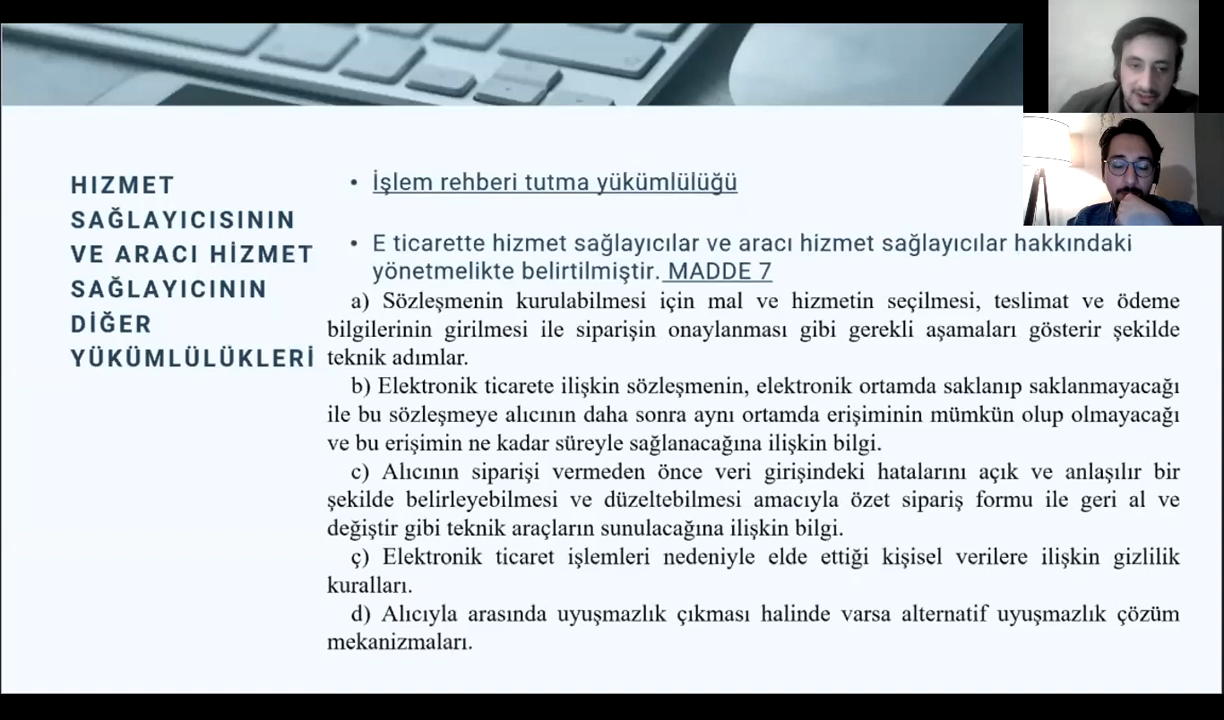 HIZMET
SAĞLAYICISININ
VE ARACI HİZMET
SAĞLAYICININ
DİĞER
YÜKÜMLÜLÜKLERİ
• İşlem rehberi tutma yükümlülüğü
• E ticarette hizmet sağlayıcılar ve aracı hizmet sağlayıcılar hakkındaki
yönetmelikte belirtilmiştir. MADDE 7
a) Sözleşmenin kurulabilmesi için mal ve hizmetin seçilmesi, teslimat ve ödeme
bilgilerinin girilmesi ile siparişin onaylanması gibi gerekli aşamaları gösterir şekilde
teknik adımlar.
b) Elektronik ticarete ilişkin sözleşmenin, elektronik ortamda saklanıp saklanmayacağı
ile bu sözleşmeye alıcının daha sonra aynı ortamda erişiminin mümkün olup olmayacağı
ve bu erişimin ne kadar süreyle sağlanacağına ilişkin bilgi.
c) Alıcının siparişi vermeden önce veri girişindeki hatalarını açık ve anlaşılır bir
şekilde belirleyebilmesi ve düzeltebilmesi amacıyla özet sipariş formu ile geri al ve
değiştir gibi teknik araçların sunulacağına ilişkin bilgi.
ç) Elektronik ticaret işlemleri nedeniyle elde ettiği kişisel verilere ilişkin gizlilik
kuralları.
d) Alıcıyla arasında uyuşmazlık çıkması halinde varsa alternatif uyuşmazlık çözüm
mekanizmaları.